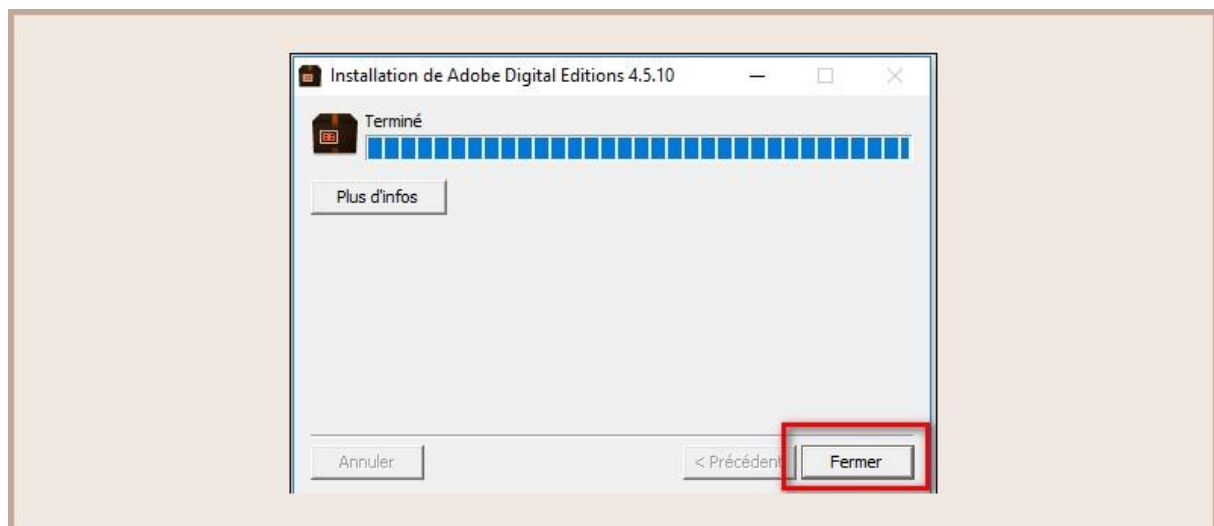 Installation de Adobe Digital Editions 4.5.10
Terminé
Plus d'infos
Annuler
< Précédent
Fermer